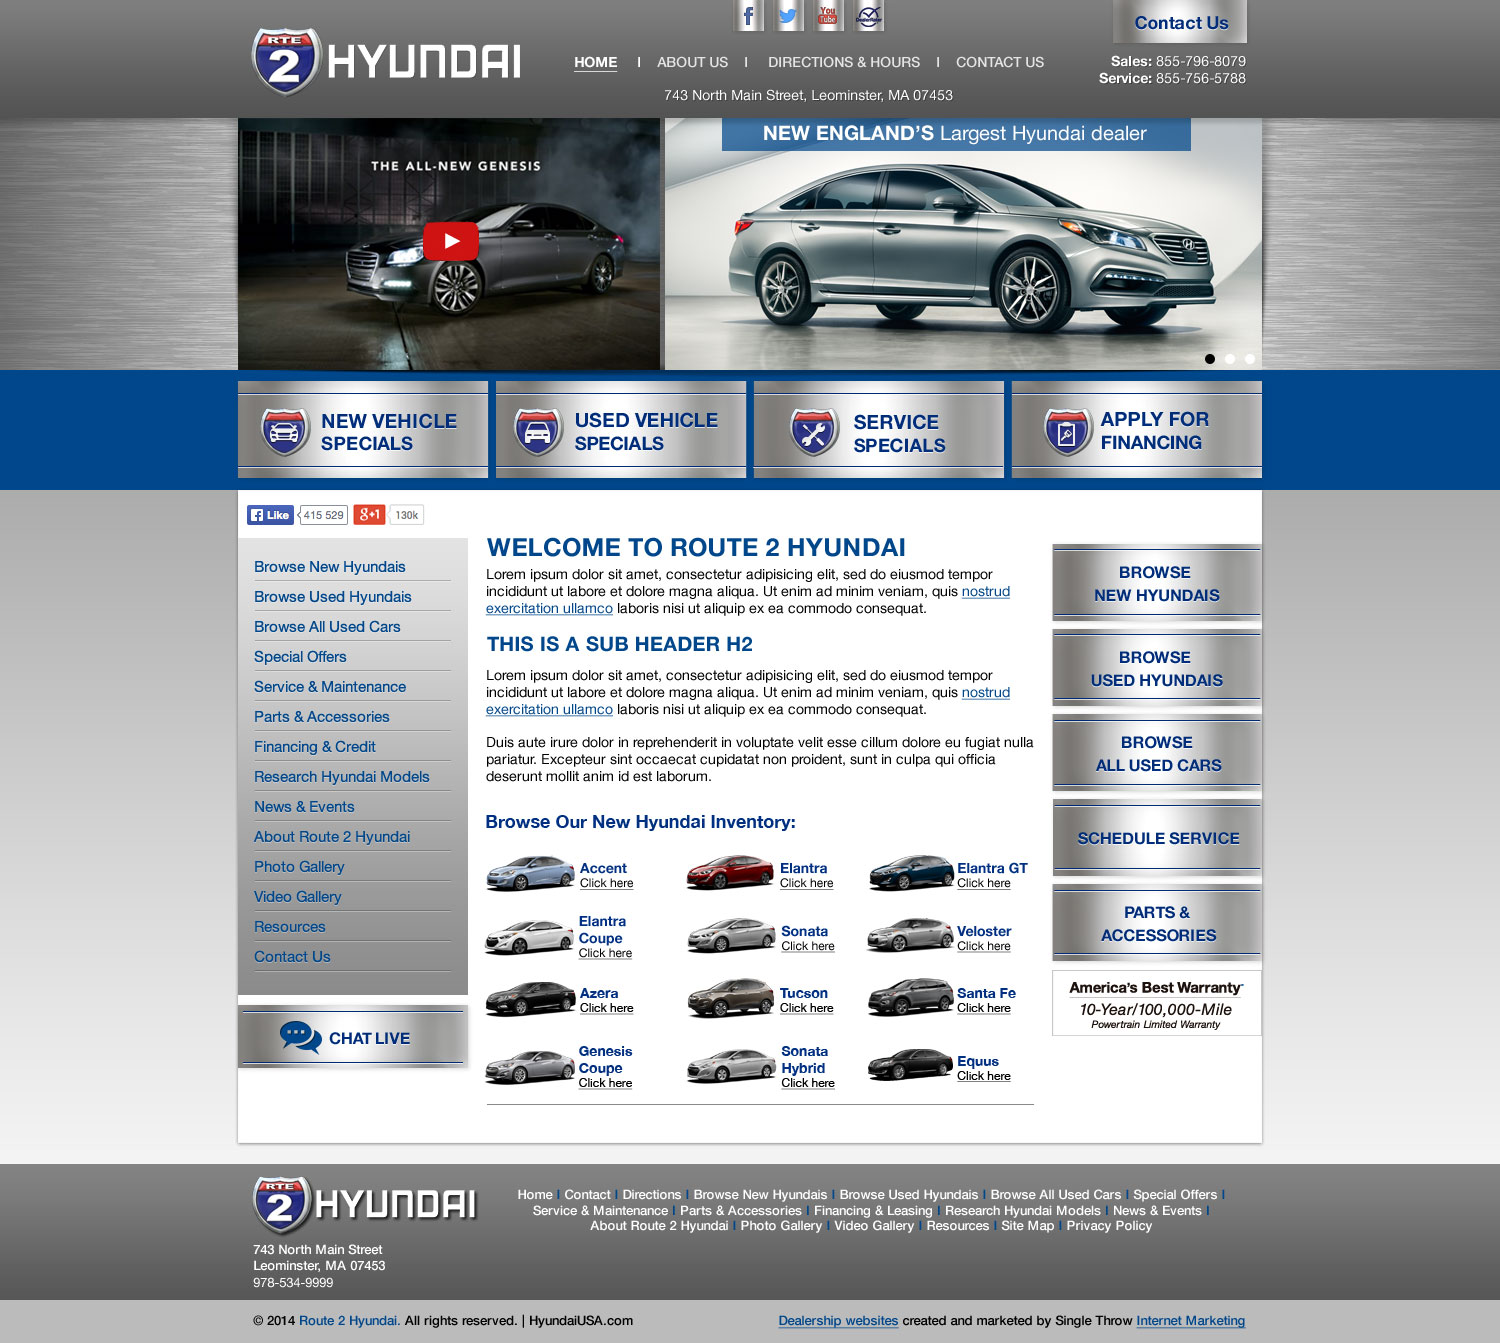 f
You Tube
DealerRater
Contact Us
RTE 2 HYUNDAI
HOME | ABOUT US | DIRECTIONS & HOURS | CONTACT US
Sales: 855-796-8079
Service: 855-756-5788
743 North Main Street, Leominster, MA 07453
THE ALL-NEW GENESIS
NEW ENGLAND'S Largest Hyundai dealer
NEW VEHICLE
SPECIALS
USED VEHICLE
SPECIALS
SERVICE
SPECIALS
APPLY FOR
FINANCING
f Like 415 529 g+1 130k
Browse New Hyundais
Browse Used Hyundais
Browse All Used Cars
Special Offers
Service & Maintenance
Parts & Accessories
Financing & Credit
Research Hyundai Models
News & Events
About Route 2 Hyundai
Photo Gallery
Video Gallery
Resources
Contact Us
CHAT LIVE
WELCOME TO ROUTE 2 HYUNDAI
Lorem ipsum dolor sit amet, consectetur adipisicing elit, sed do eiusmod tempor
incididunt ut labore et dolore magna aliqua. Ut enim ad minim veniam, quis nostrud
exercitation ullamco laboris nisi ut aliquip ex ea commodo consequat.
THIS IS A SUB HEADER H2
Lorem ipsum dolor sit amet, consectetur adipisicing elit, sed do eiusmod tempor
incididunt ut labore et dolore magna aliqua. Ut enim ad minim veniam, quis nostrud
exercitation ullamco laboris nisi ut aliquip ex ea commodo consequat.
Duis aute irure dolor in reprehenderit in voluptate velit esse cillum dolore eu fugiat nulla
pariatur. Excepteur sint occaecat cupidatat non proident, sunt in culpa qui officia
deserunt mollit anim id est laborum.
Browse Our New Hyundai Inventory:
Accent
Click here
Elantra
Click here
Elantra GT
Click here
Elantra
Coupe
Click here
Sonata
Click here
Veloster
Click here
Azera
Click here
Tucson
Click here
Santa Fe
Click here
Genesis
Coupe
Click here
Sonata
Hybrid
Click here
Equus
Click here
BROWSE
NEW HYUNDAIS
BROWSE
USED HYUNDAIS
BROWSE
ALL USED CARS
SCHEDULE SERVICE
PARTS &
ACCESSORIES
America's Best Warranty
10-Year/100,000-Mile
Powertrain Limited Warranty
RTE 2 HYUNDAI
743 North Main Street
Leominster, MA 07453
978-534-9999
Home | Contact | Directions | Browse New Hyundais | Browse Used Hyundais | Browse All Used Cars | Special Offers |
Service & Maintenance | Parts & Accessories | Financing & Leasing | Research Hyundai Models | News & Events |
About Route 2 Hyundai | Photo Gallery | Video Gallery | Resources | Site Map | Privacy Policy
© 2014 Route 2 Hyundai. All rights reserved. | HyundaiUSA.com
Dealership websites created and marketed by Single Throw Internet Marketing